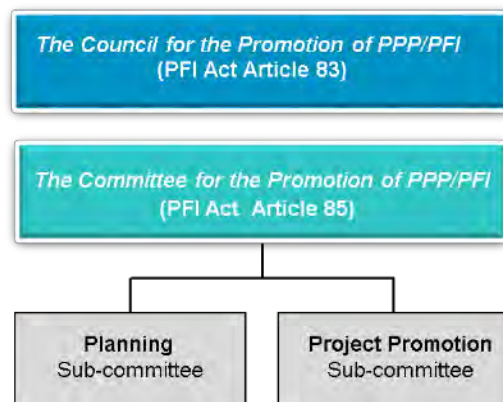 The Council for the Promotion of PPP/PFI
(PFI Act Article 83)
The Committee for the Promotion of PPP/PFI
(PFI Act Article 85)
Planning
Sub-committee
Project Promotion
Sub-committee